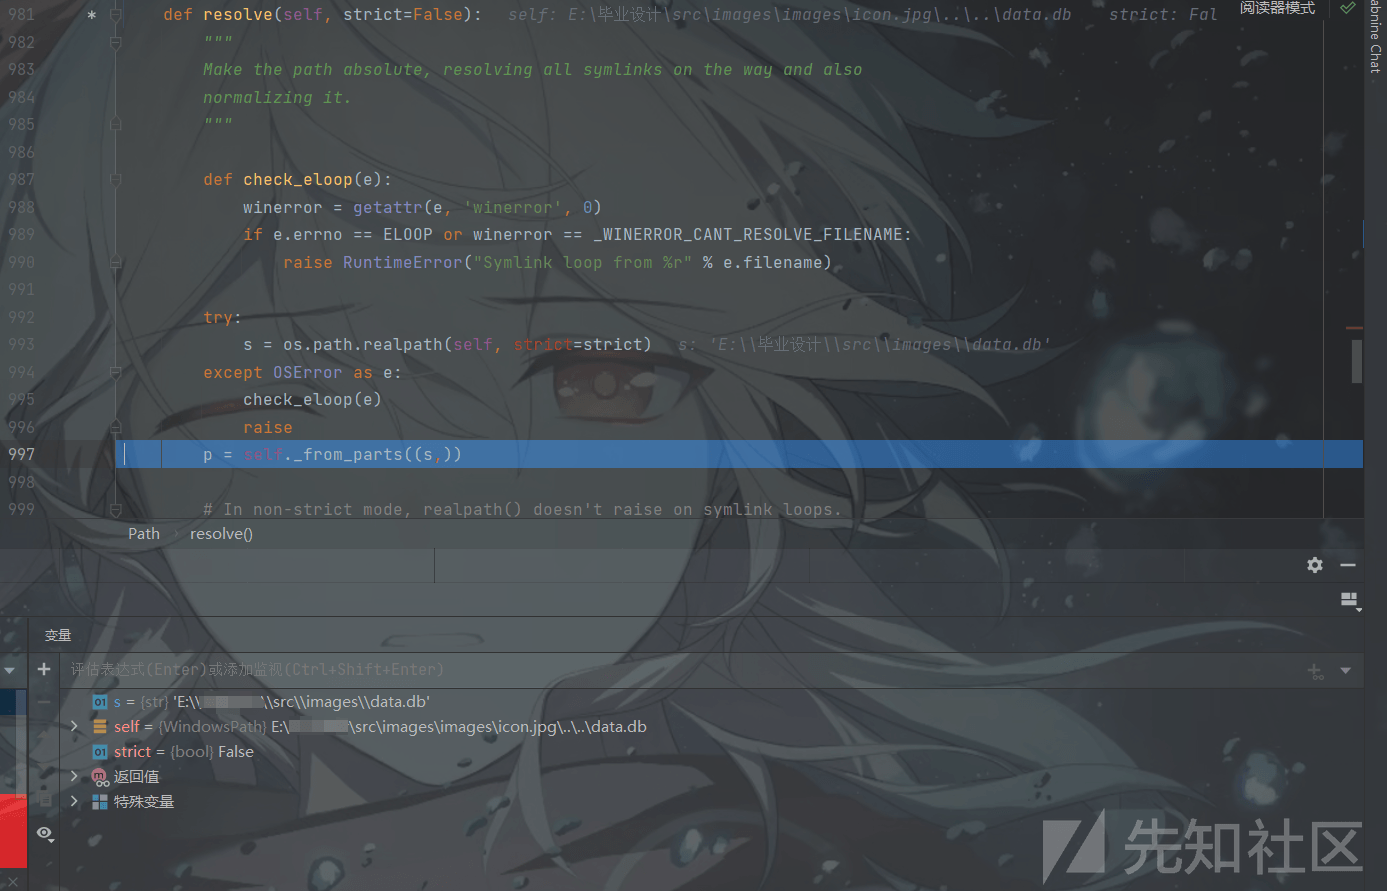 981 * def resolve(self, strict=False): self: E:\毕业设计\src\images\images\icon.jpg\..\..\data.db strict: Fal
阅读器模式
abnine Chat
982 """
983 Make the path absolute, resolving all symlinks on the way and also
984 normalizing it.
985 """
986
987 def check_eloop(e):
988 winerror = getattr(e, 'winerror', 0)
989 if e.errno == ELOOP or winerror == _WINERROR_CANT_RESOLVE_FILENAME:
990 raise RuntimeError("Symlink loop from %r" % e.filename)
991
992 try:
993 s = os.path.realpath(self, strict=strict) s: 'E:\\毕业设计\\src\\images\\data.db'
994 except OSError as e:
995 check_eloop(e)
996 raise
997 p = self._from_parts((s,))
998
999 # In non-strict mode, realpath() doesn't raise on symlink loops.
Path resolve()
变量
评估表达式(Enter)或添加监视(Ctrl+Shift+Enter)
01 s = {str} 'E:\\ \\src\\images\\data.db'
self = {WindowsPath} E:\ \src\images\images\icon.jpg\..\..\data.db
01 strict = {bool} False
返回值
特殊变量
先知社区